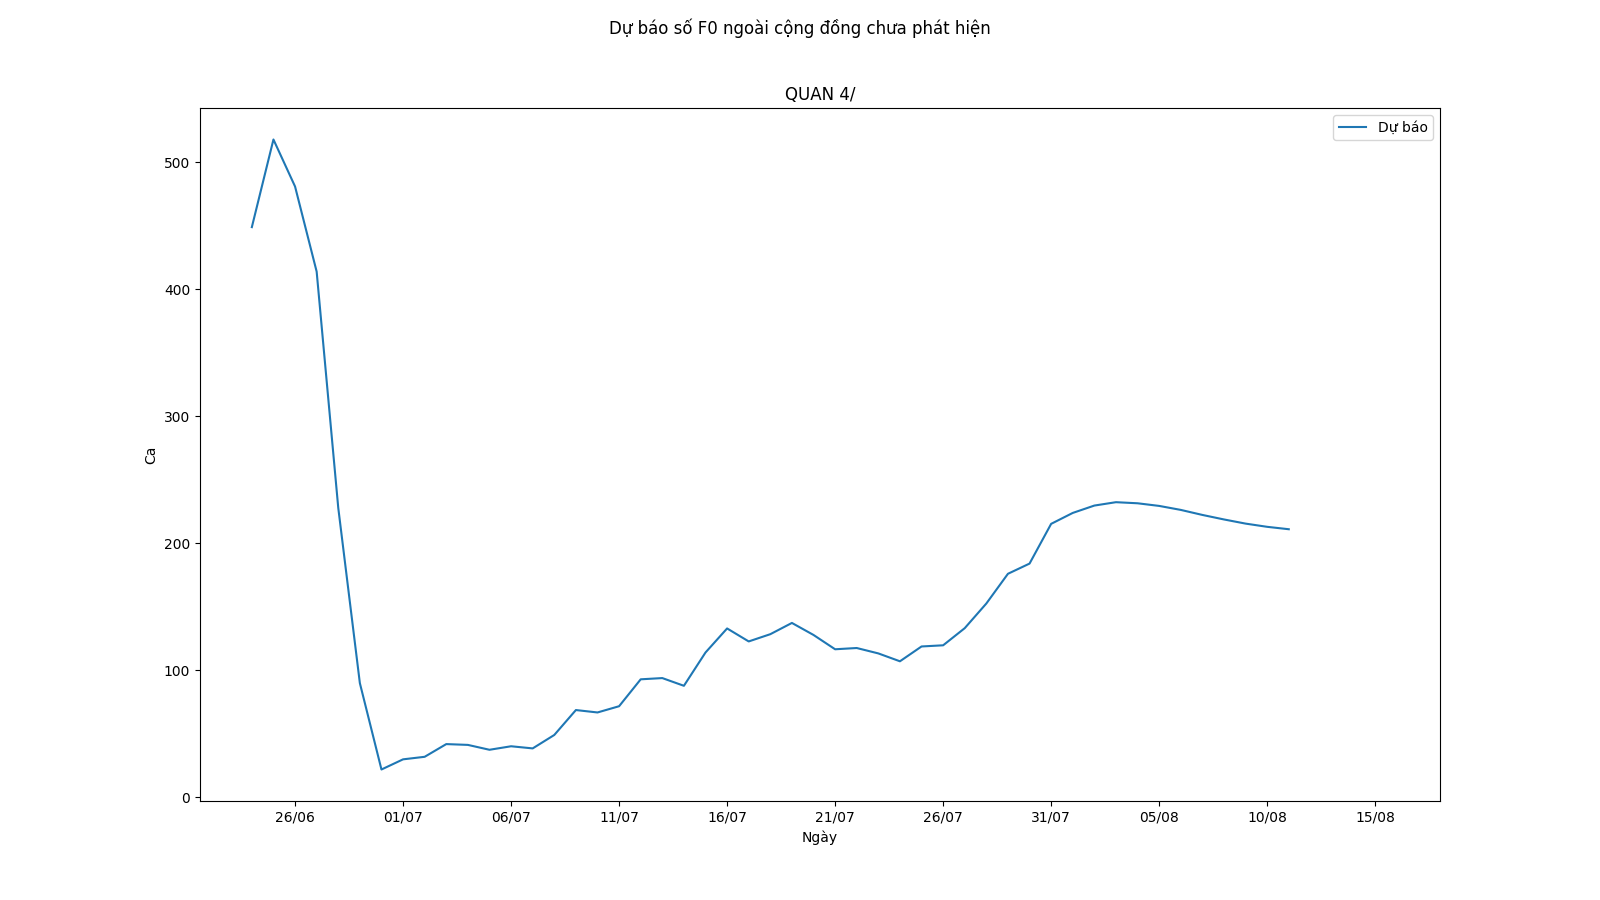 Dự báo số F0 ngoài cộng đồng chưa phát hiện
QUAN 4/
Dự báo
500
400
300
200
100
0
Ca
26/06 01/07 06/07 11/07 16/07 21/07 26/07 31/07 05/08 10/08 15/08
Ngày